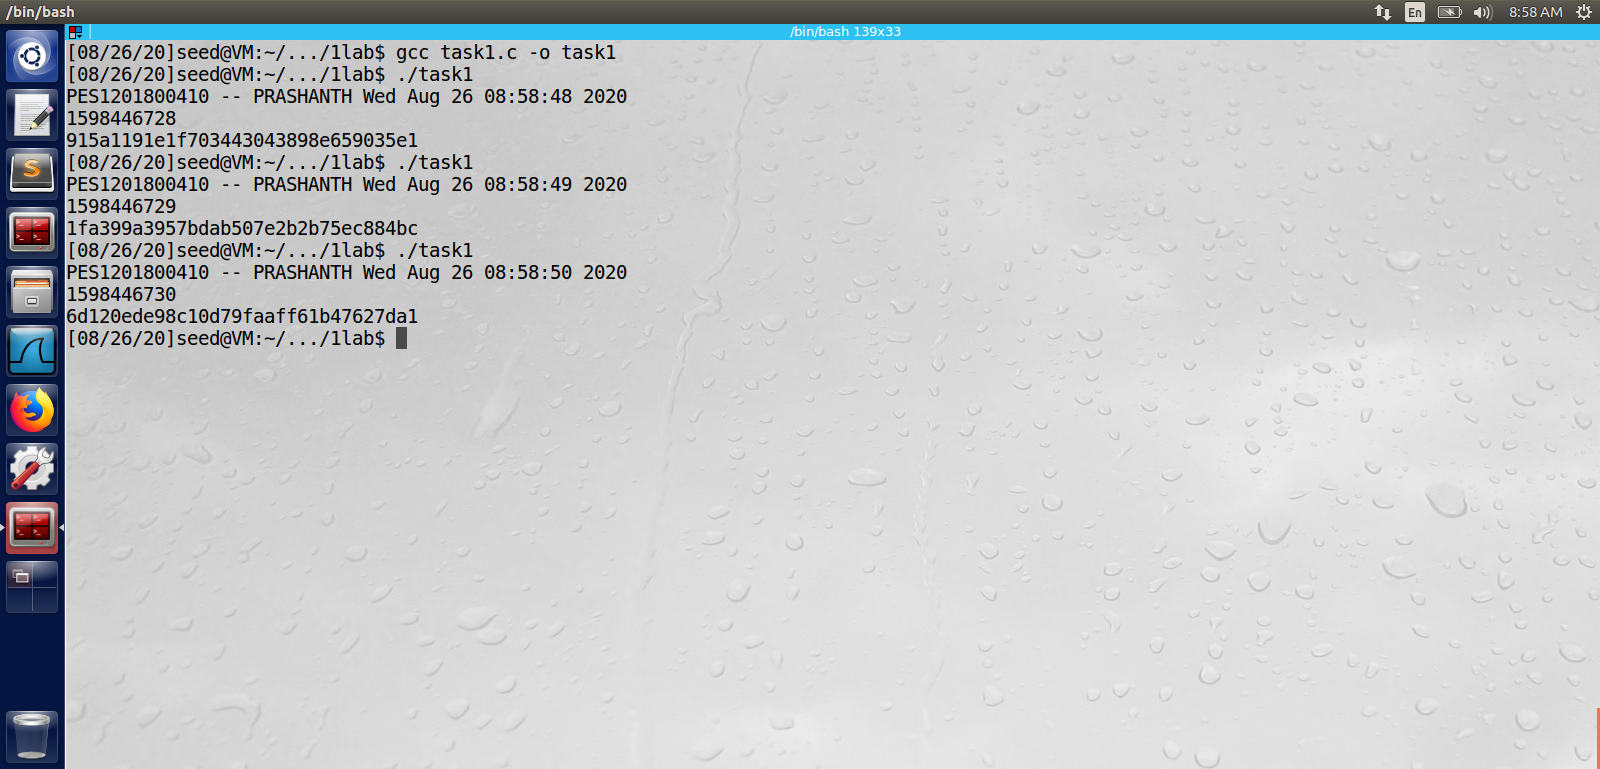 /bin/bash
En
8:58 AM
/bin/bash 139x33
[08/26/20]seed@VM:~/.../1lab$ gcc task1.c -o task1
[08/26/20]seed@VM:~/.../1lab$ ./task1
PES1201800410 -- PRASHANTH Wed Aug 26 08:58:48 2020
1598446728
915a1191e1f703443043898e659035e1
[08/26/20]seed@VM:~/.../1lab$ ./task1
PES1201800410 -- PRASHANTH Wed Aug 26 08:58:49 2020
1598446729
1fa399a3957bdab507e2b2b75ec884bc
[08/26/20]seed@VM:~/.../1lab$ ./task1
PES1201800410 -- PRASHANTH Wed Aug 26 08:58:50 2020
1598446730
6d120ede98c10d79faaff61b47627da1
[08/26/20]seed@VM:~/.../1lab$